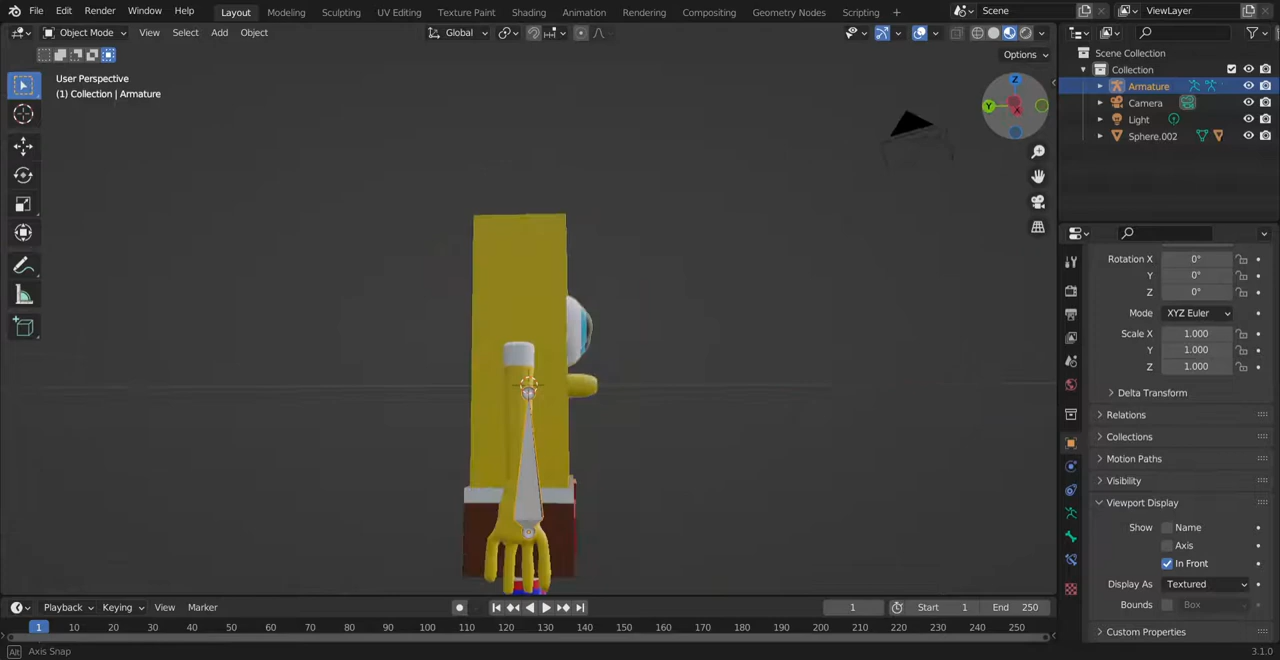 File Edit Render Window Help Layout Modeling Sculpting UV Editing Texture Paint Shading Animation Rendering Compositing Geometry Nodes Scripting + Scene ViewLayer
Object Mode View Select Add Object Global
Options
User Perspective
(1) Collection | Armature
Z
Y
X
Scene Collection
Collection
Armature
Camera
Light
Sphere.002
Rotation X 0°
Y 0°
Z 0°
Mode XYZ Euler
Scale X 1.000
Y 1.000
Z 1.000
Delta Transform
Relations
Collections
Motion Paths
Visibility
Viewport Display
Show Name
Axis
In Front
Display As Textured
Bounds Box
Custom Properties
Playback Keying View Marker 1 Start 1 End 250
1 10 20 30 40 50 60 70 80 90 100 110 120 130 140 150 160 170 180 190 200 210 220 230 240 250
Alt Axis Snap 3.1.0